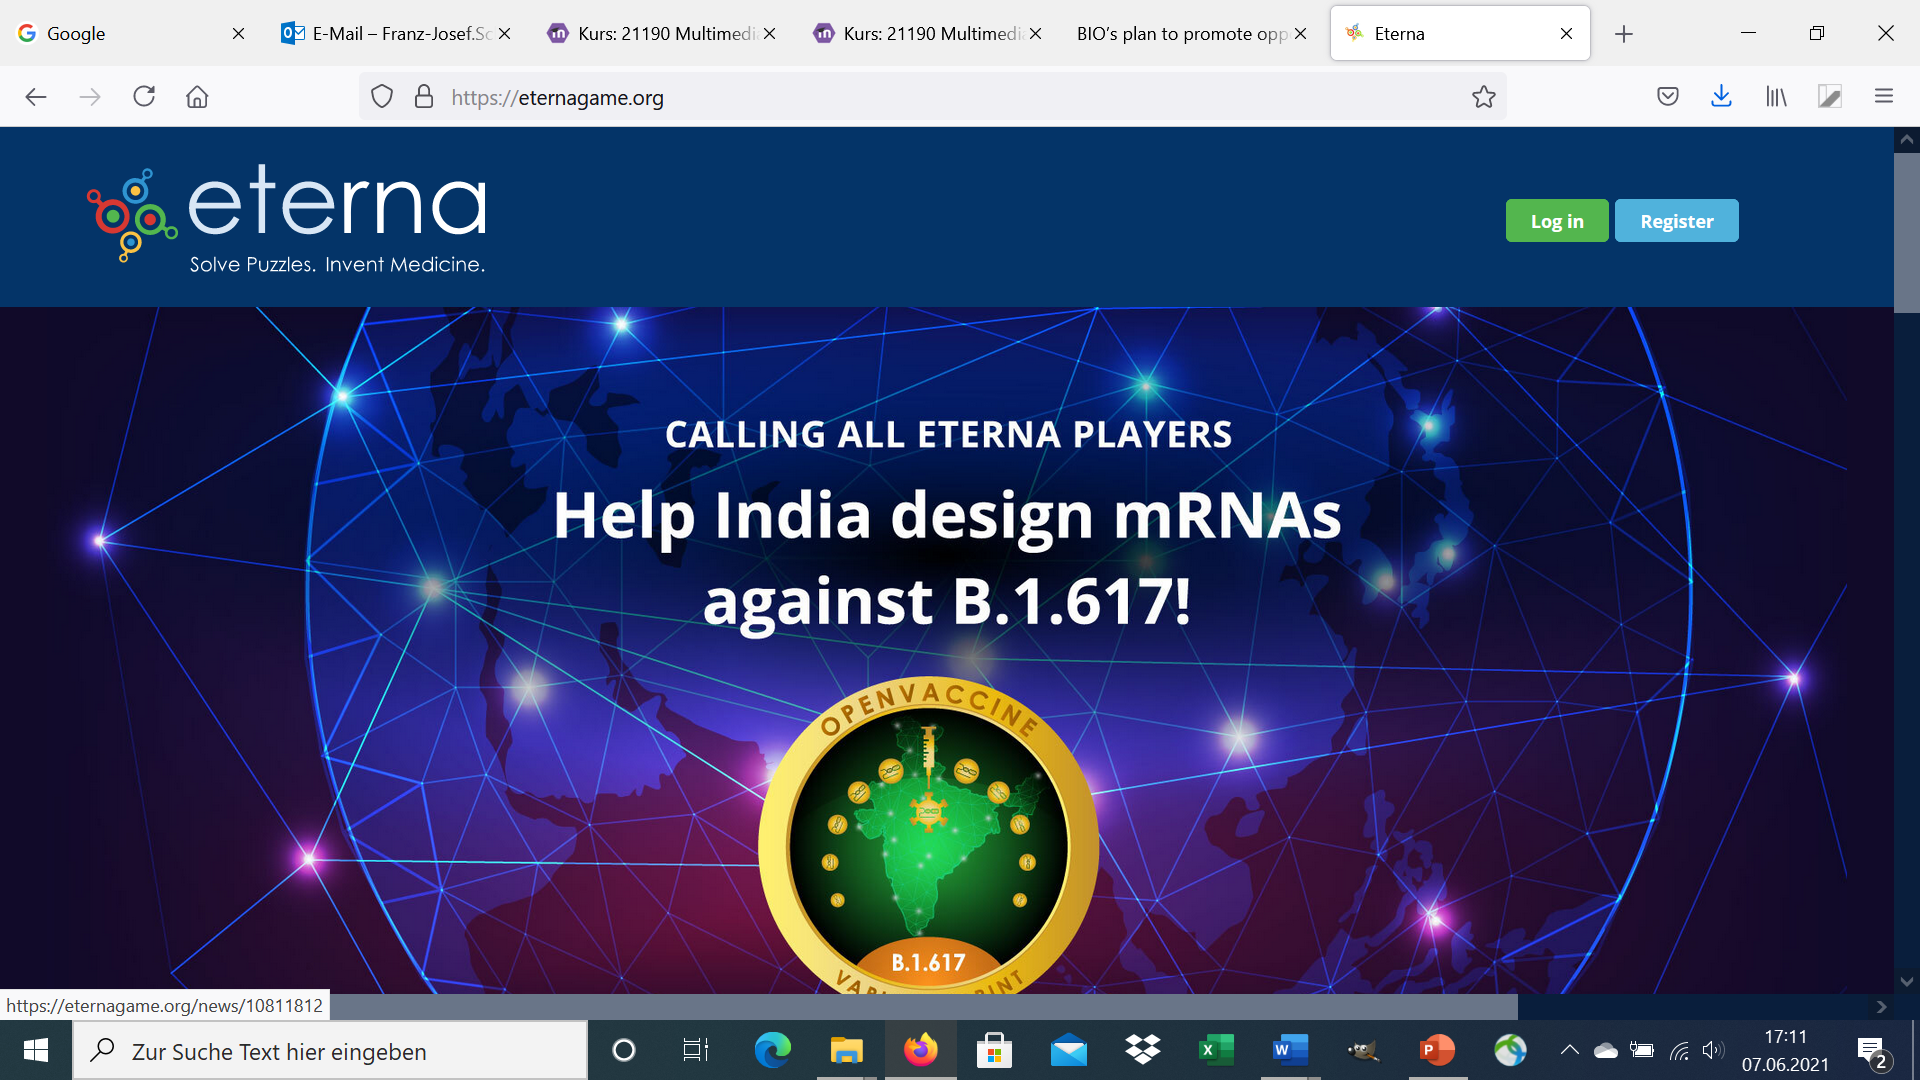 Google
E-Mail – Franz-Josef.Sc
Kurs: 21190 Multimedi
Kurs: 21190 Multimedi
BIO's plan to promote opp
Eterna
https://eternagame.org
eterna
Solve Puzzles. Invent Medicine.
Log in
Register
CALLING ALL ETERNA PLAYERS
Help India design mRNAs
against B.1.617!
OPENVACCINE
B.1.617
https://eternagame.org/news/10811812
Zur Suche Text hier eingeben
17:11
07.06.2021
2